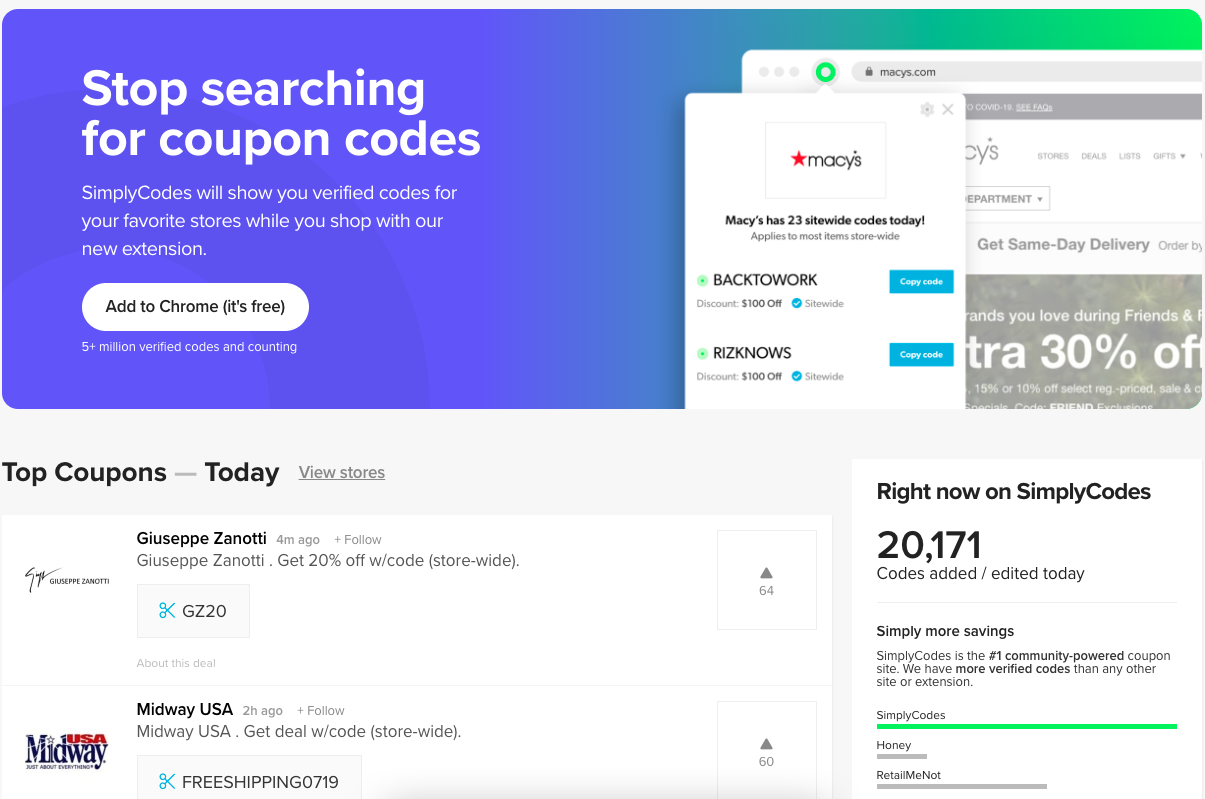 Stop searching
for coupon codes
SimplyCodes will show you verified codes for
your favorite stores while you shop with our
new extension.
Add to Chrome (it's free)
5+ million verified codes and counting
macys.com
COVID-19. SEE FAQs
STORES DEALS LISTS GIFTS ▼
DEPARTMENT ▼
Get Same-Day Delivery Order by
rands you love during Friends & F
tra 30% off
, 15% or 10% off select reg.-priced, sale & c
Specials. Code: FRIEND Exclusions
★macy's
Macy's has 23 sitewide codes today!
Applies to most items store-wide
BACKTOWORK
Copy code
Discount: $100 Off Sitewide
RIZKNOWS
Copy code
Discount: $100 Off Sitewide
Top Coupons — Today View stores
GIUSEPPE ZANOTTI
Giuseppe Zanotti 4m ago + Follow
Giuseppe Zanotti . Get 20% off w/code (store-wide).
GZ20
64
About this deal
Midway USA
JUST ABOUT EVERYTHING
Midway USA 2h ago + Follow
Midway USA . Get deal w/code (store-wide).
FREESHIPPING0719
60
Right now on SimplyCodes
20,171
Codes added / edited today
Simply more savings
SimplyCodes is the #1 community-powered coupon
site. We have more verified codes than any other
site or extension.
SimplyCodes
Honey
RetailMeNot